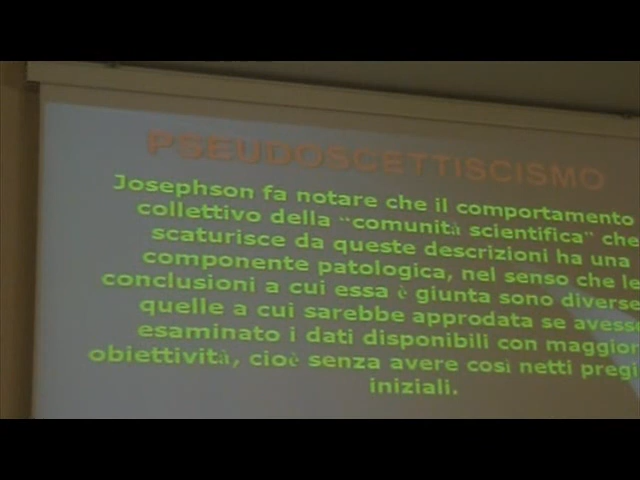 PSEUDOSCETTISCISMO
Josephson fa notare che il comportamento
collettivo della “comunità scientifica” che
scaturisce da queste descrizioni ha una
componente patologica, nel senso che le
conclusioni a cui essa è giunta sono diverse
quelle a cui sarebbe approdata se avess
esaminato i dati disponibili con maggior
obiettività, cioè senza avere così netti pregi
iniziali.